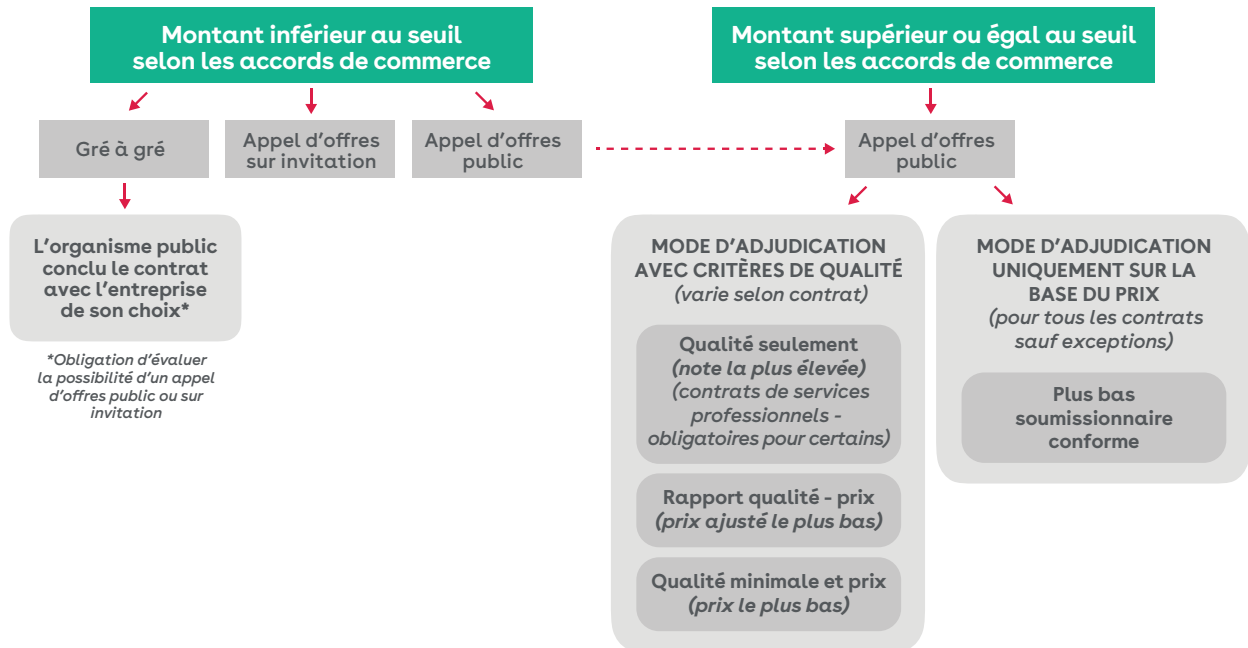 Montant inférieur au seuil
selon les accords de commerce
Montant supérieur ou égal au seuil
selon les accords de commerce
Gré à gré
Appel d'offres
sur invitation
Appel d'offres
public
Appel d'offres
public
L'organisme public
conclu le contrat
avec l'entreprise
de son choix*
*Obligation d'évaluer
la possibilité d'un appel
d'offres public ou sur
invitation
MODE D'ADJUDICATION
AVEC CRITÈRES DE QUALITÉ
(varie selon contrat)
Qualité seulement
(note la plus élevée)
(contrats de services
professionnels -
obligatoires pour certains)
Rapport qualité - prix
(prix ajusté le plus bas)
Qualité minimale et prix
(prix le plus bas)
MODE D'ADJUDICATION
UNIQUEMENT SUR LA
BASE DU PRIX
(pour tous les contrats
sauf exceptions)
Plus bas
soumissionnaire
conforme